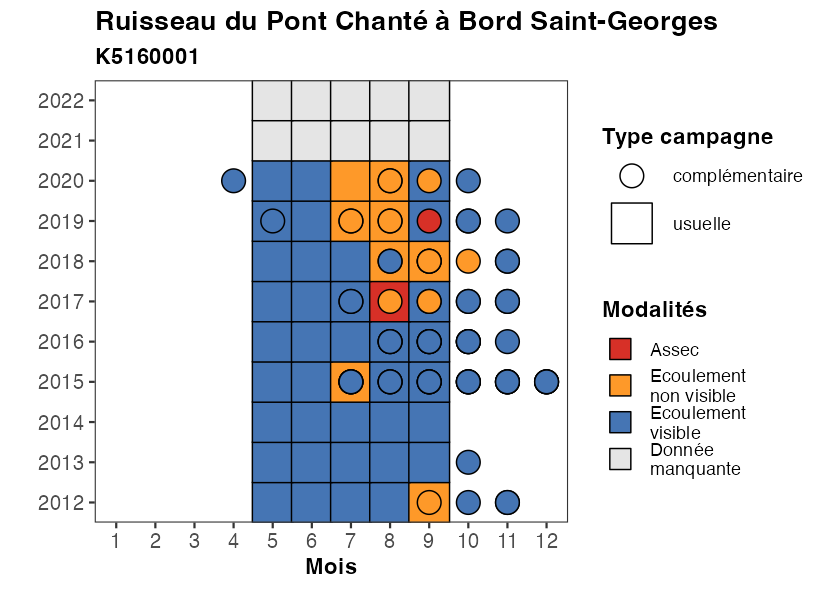 Ruisseau du Pont Chanté à Bord Saint-Georges
K5160001
2022
2021
2020
2019
2018
2017
2016
2015
2014
2013
2012
1 2 3 4 5 6 7 8 9 10 11 12
Mois
Type campagne
complémentaire
usuelle
Modalités
Assec
Ecoulement
non visible
Ecoulement
visible
Donnée
manquante